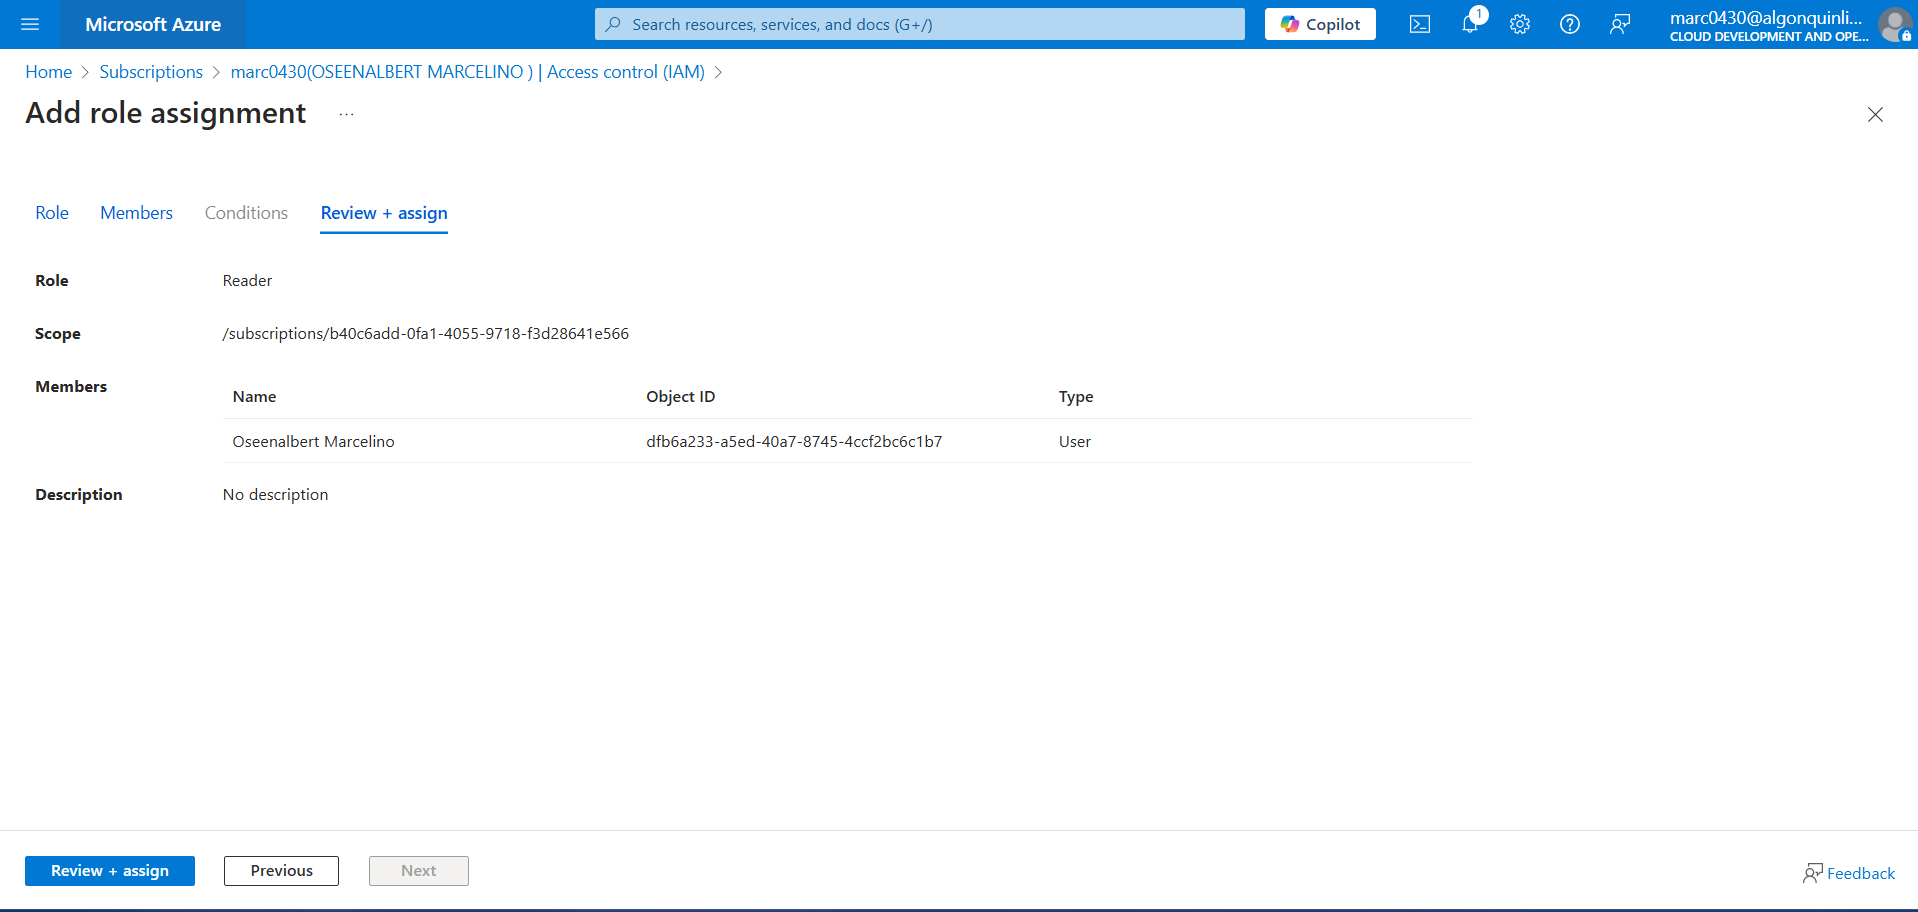 Microsoft Azure
Search resources, services, and docs (G+/)
Copilot
1
marc0430@algonquinli...
CLOUD DEVELOPMENT AND OPE...
Home > Subscriptions > marc0430(OSEENALBERT MARCELINO ) | Access control (IAM) >
Add role assignment ...
Role Members Conditions Review + assign
Role Reader
Scope /subscriptions/b40c6add-0fa1-4055-9718-f3d28641e566
Members
Name Object ID Type
Oseenalbert Marcelino dfb6a233-a5ed-40a7-8745-4ccf2bc6c1b7 User
Description No description
Review + assign Previous Next
Feedback